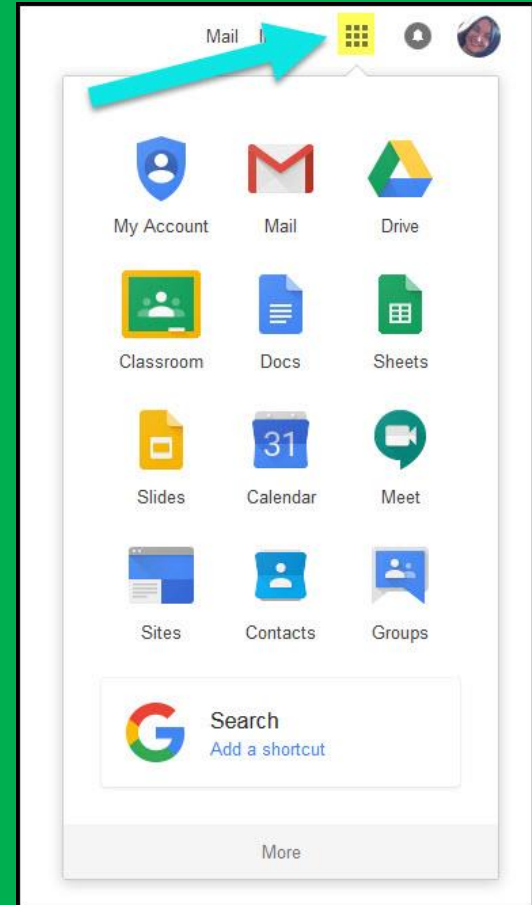 Mail
My Account Mail Drive
Classroom Docs Sheets
31
Slides Calendar Meet
Sites Contacts Groups
Search
Add a shortcut
More